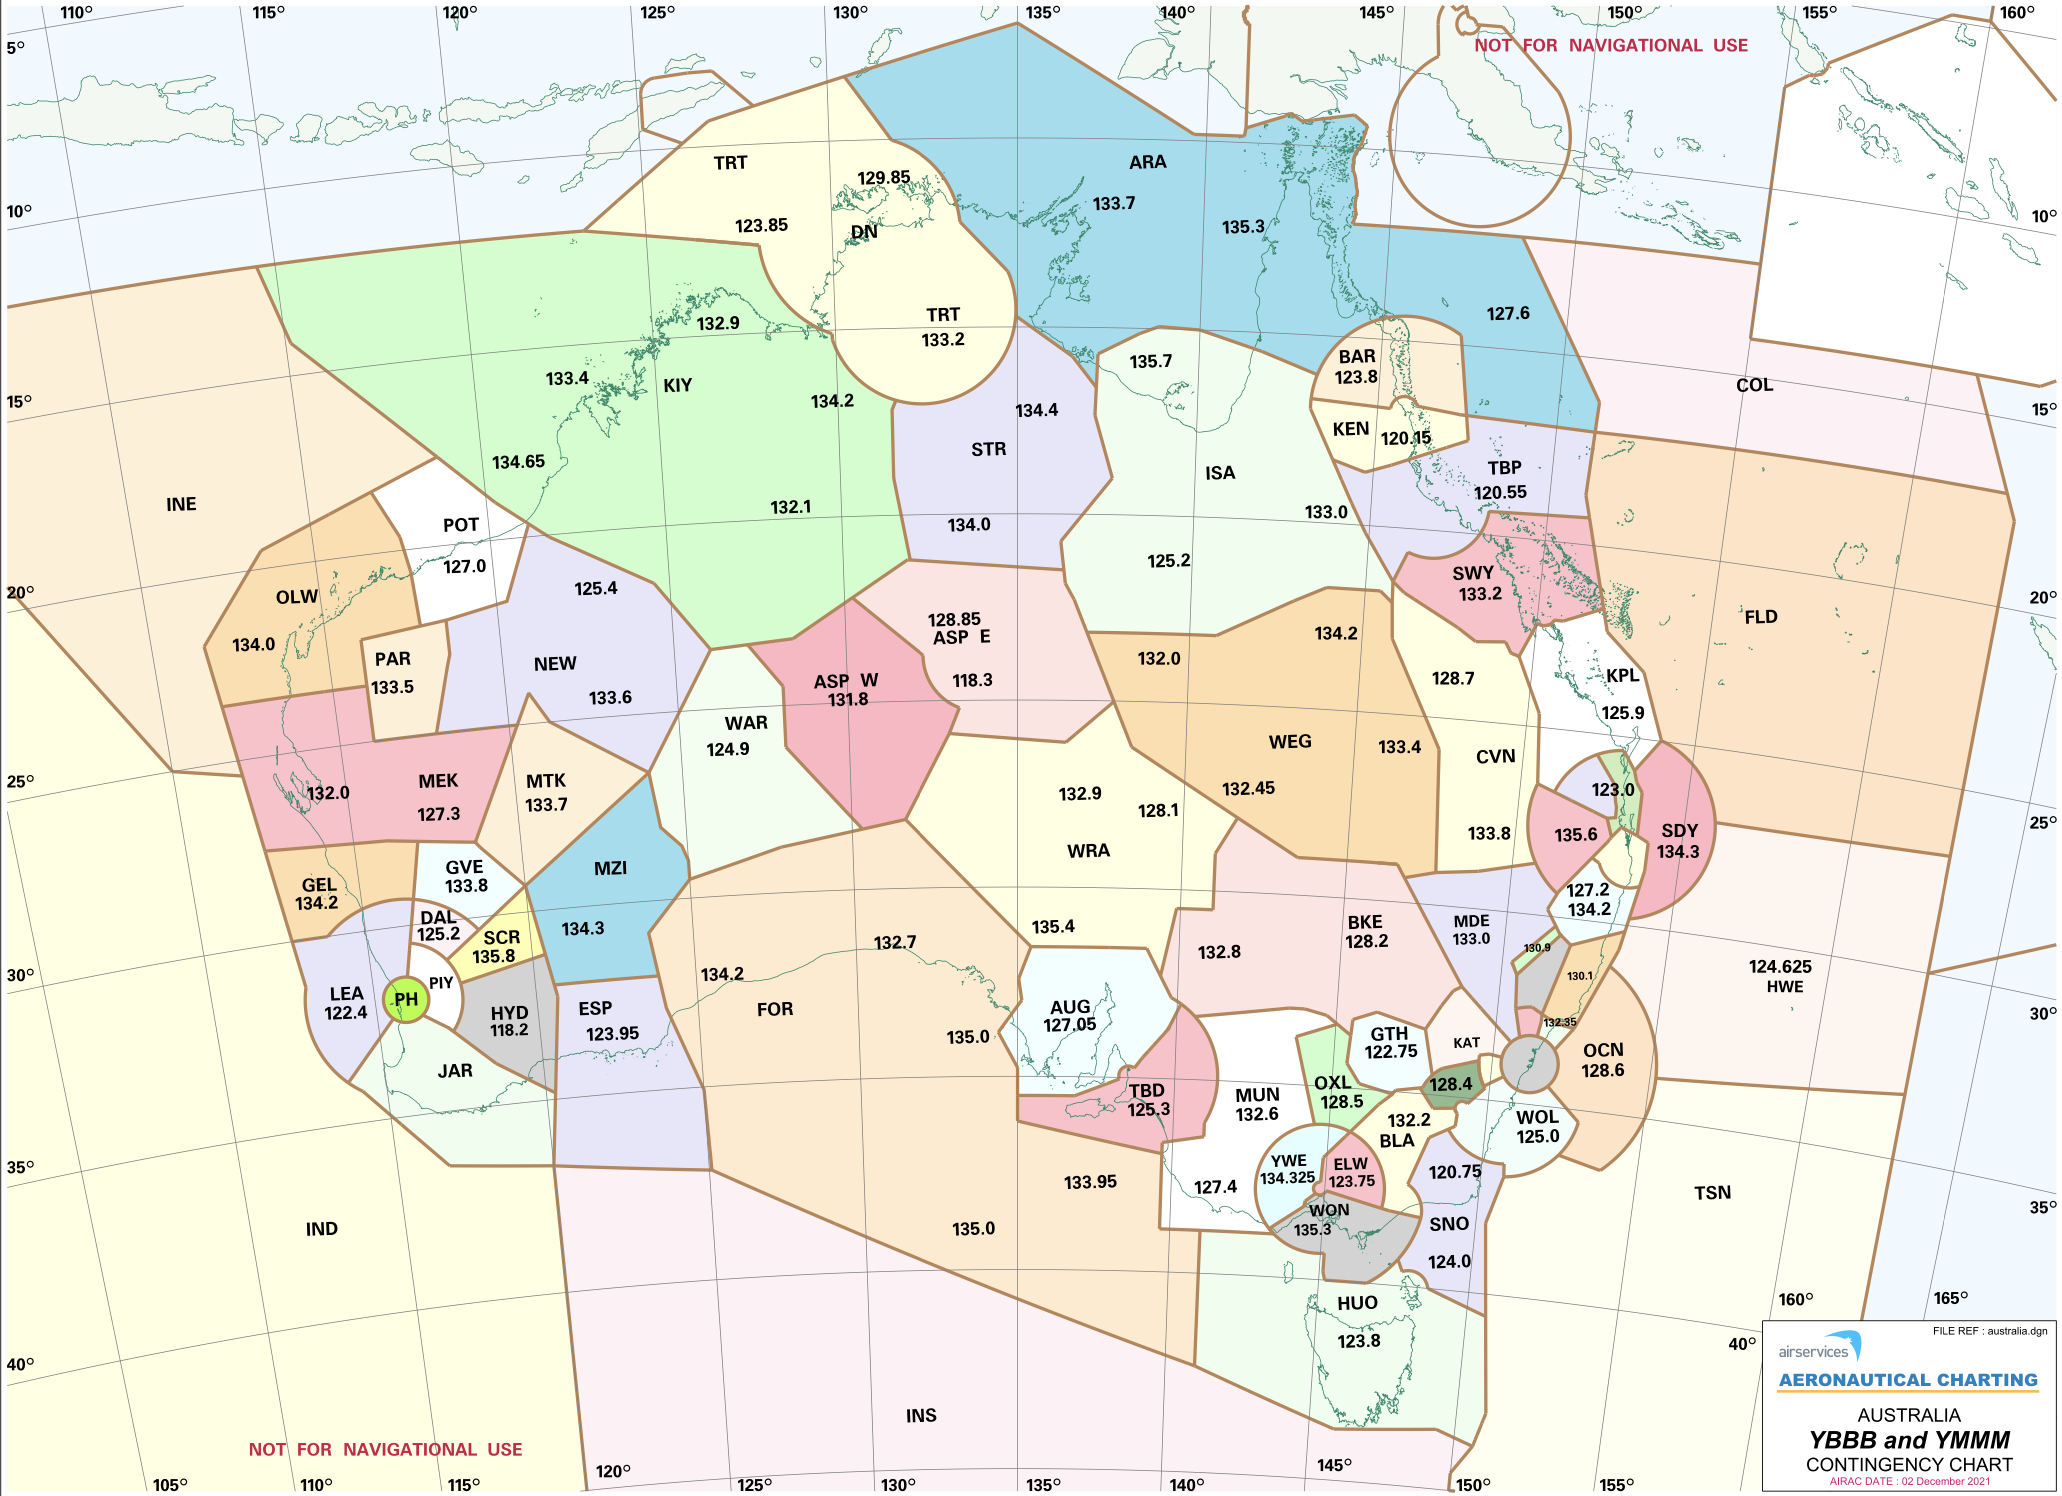 110° 115° 120° 125° 130° 135° 140° 145° 150° 155° 160°
5°
NOT FOR NAVIGATIONAL USE
TRT
129.85
ARA
133.7
123.85
DN
135.3
10°
10°
TRT
133.2
132.9
127.6
133.4
KIY
134.2
135.7
BAR
123.8
COL
15°
15°
134.4
KEN
120.15
STR
134.65
ISA
TBP
120.55
INE
132.1
133.0
POT
127.0
134.0
125.2
SWY
133.2
20°
20°
OLW
134.0
125.4
128.85
ASP E
118.3
FLD
134.2
PAR
133.5
NEW
133.6
132.0
128.7
KPL
125.9
ASP W
131.8
WAR
124.9
WEG
133.4
CVN
132.45
MEK
127.3
132.0
MTK
133.7
132.9
128.1
123.0
25°
25°
WRA
133.8
135.6
SDY
134.3
GVE
133.8
MZI
134.3
GEL
134.2
127.2
134.2
DAL
125.2
SCR
135.8
135.4
BKE
128.2
MDE
133.0
132.7
132.8
130.9
130.1
124.625
HWE
30°
30°
134.2
FOR
PIY
PH
LEA
122.4
HYD
118.2
ESP
123.95
AUG
127.05
135.0
132.35
GTH
122.75
KAT
OCN
128.6
JAR
TBD
125.3
MUN
132.6
OXL
128.5
128.4
132.2
BLA
WOL
125.0
35°
35°
YWE
134.325
ELW
123.75
120.75
133.95
127.4
TSN
WON
135.3
SNO
124.0
IND
135.0
HUO
123.8
160°
165°
40°
40°
INS
NOT FOR NAVIGATIONAL USE
105° 110° 115° 120° 125° 130° 135° 140° 145° 150° 155°
FILE REF : australia.dgn
airservices
AERONAUTICAL CHARTING
AUSTRALIA
YBBB and YMMM
CONTINGENCY CHART
AIRAC DATE : 02 December 2021